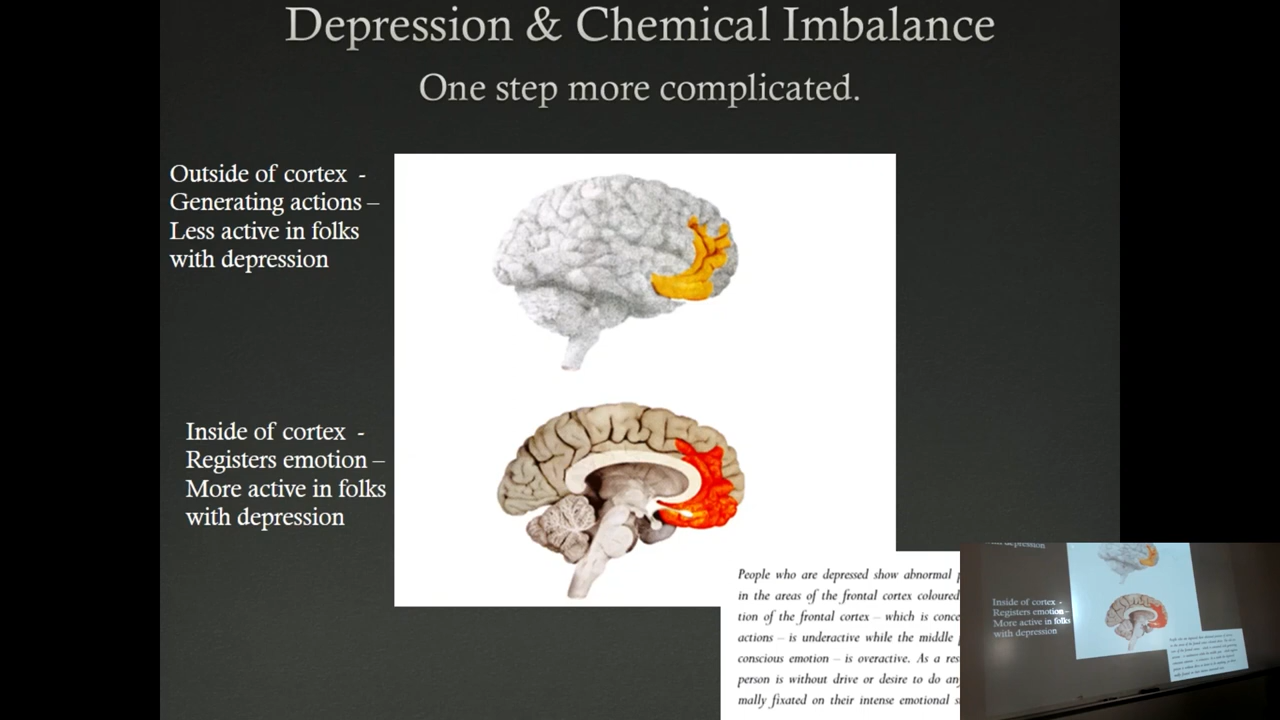 Depression & Chemical Imbalance
One step more complicated.
Outside of cortex -
Generating actions –
Less active in folks
with depression
Inside of cortex -
Registers emotion –
More active in folks
with depression
People who are depressed show abnormal
in the areas of the frontal cortex coloured
tion of the frontal cortex – which is
actions – is underactive while the middle
conscious emotion – is overactive. As a
person is without drive or desire to do
mally fixated on their intense emotional
with depression
Inside of cortex -
Registers emotion –
More active in folks
with depression